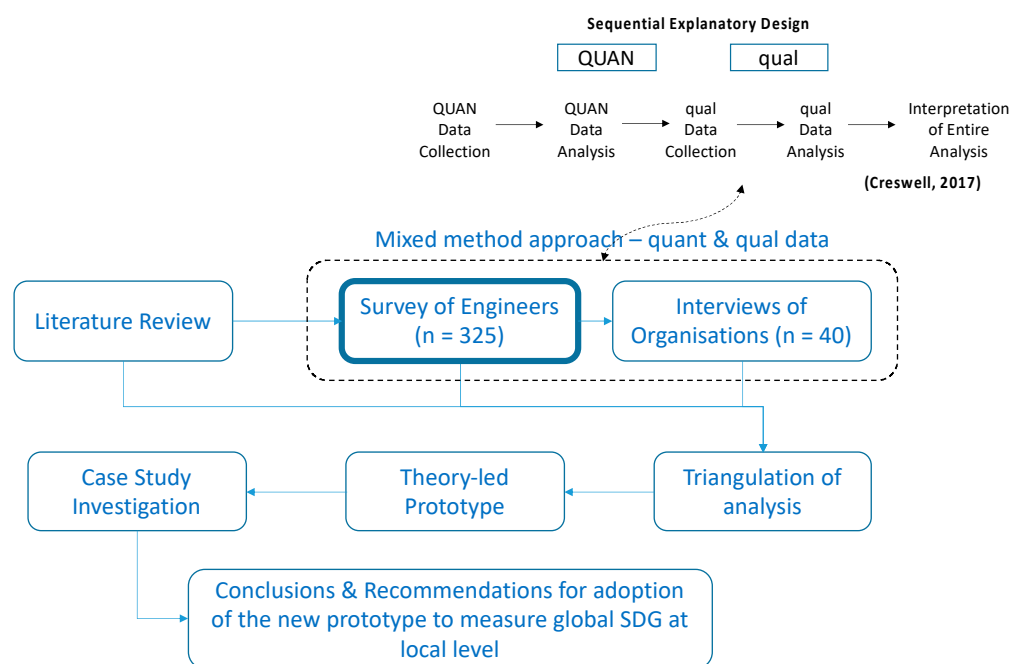 Sequential Explanatory Design
QUAN
qual
QUAN
Data
Collection
QUAN
Data
Analysis
qual
Data
Collection
qual
Data
Analysis
Interpretation
of Entire
Analysis
(Creswell, 2017)
Mixed method approach – quant & qual data
Literature Review
Survey of Engineers
(n = 325)
Interviews of
Organisations (n = 40)
Case Study
Investigation
Theory-led
Prototype
Triangulation of
analysis
Conclusions & Recommendations for adoption
of the new prototype to measure global SDG at
local level